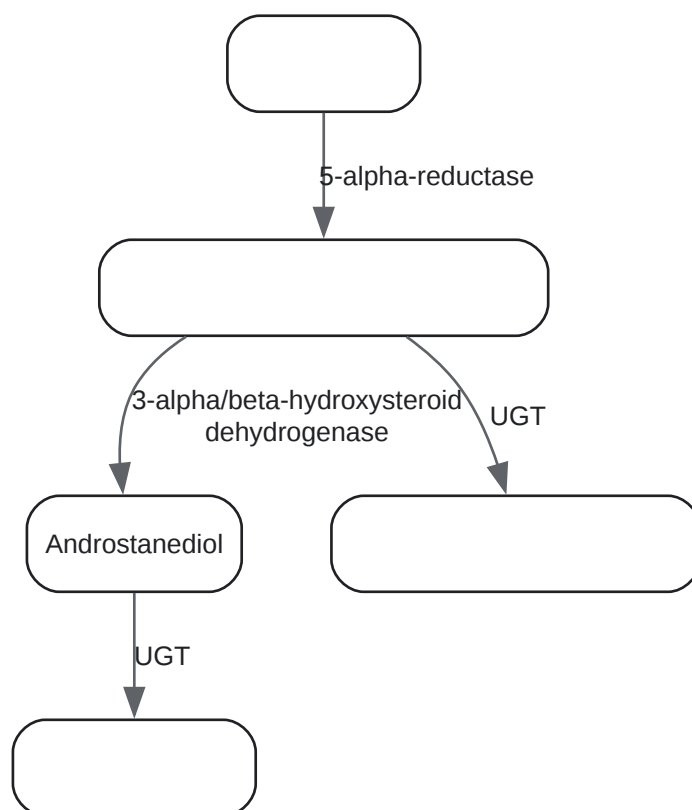 5-alpha-reductase
3-alpha/beta-hydroxysteroid
dehydrogenase
UGT
Androstanediol
UGT